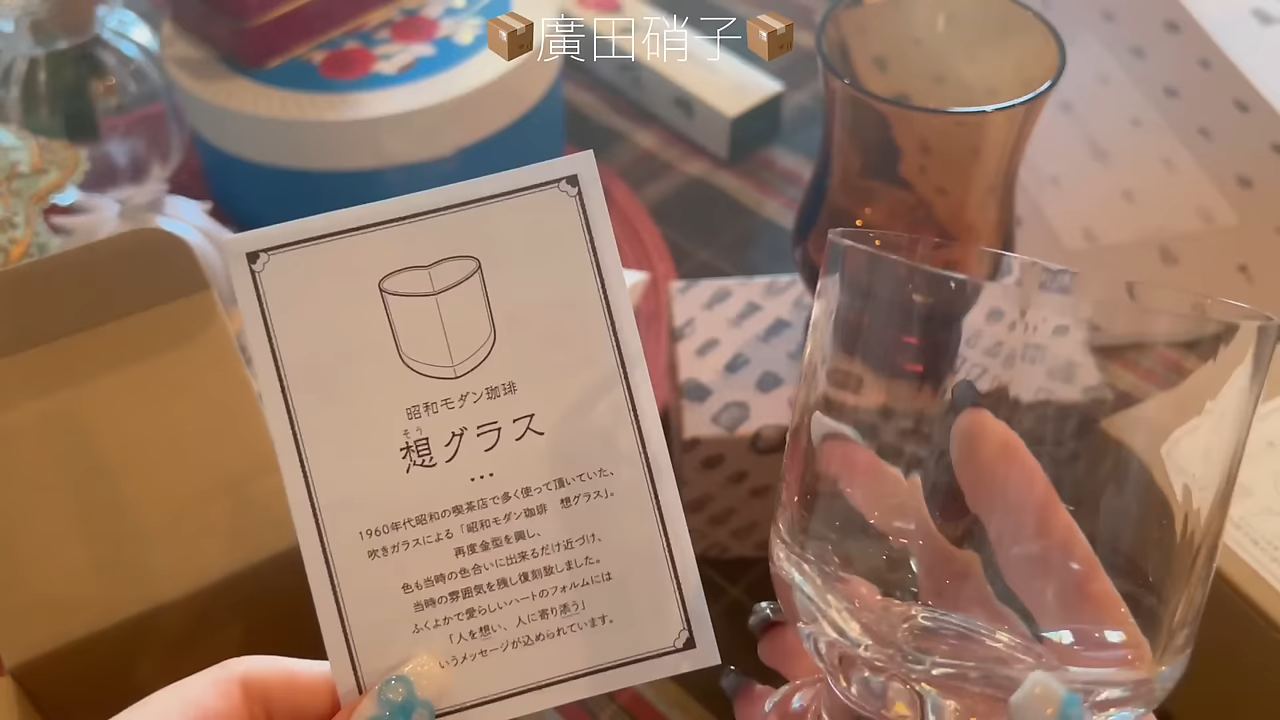 📦廣田硝子📦
昭和モダン珈琲
そう
想グラス
•••
1960年代昭和の喫茶店で多く使って頂いていた、
吹きガラスによる「昭和モダン珈琲 想グラス」。
再度金型を興し、
色も当時の色合いに出来るだけ近づけ、
当時の雰囲気を残し復刻致しました。
ふくよかで愛らしいハートのフォルムには
「人を想い、人に寄り添う」
いうメッセージが込められています。